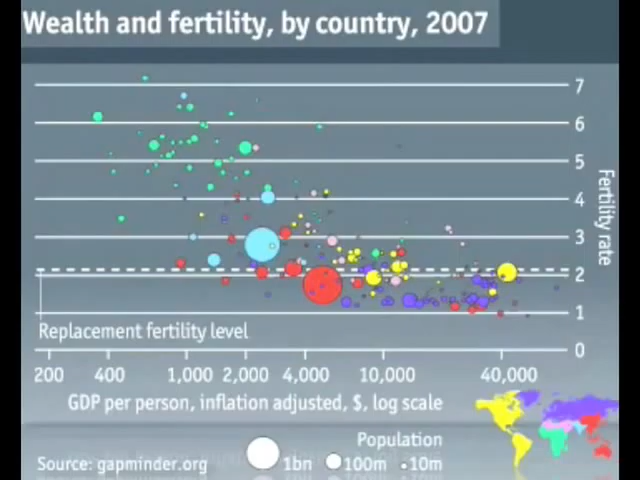 Wealth and fertility, by country, 2007
7
6
5
4
3
2
1
0
Fertility rate
Replacement fertility level
200 400 1,000 2,000 4,000 10,000 40,000
GDP per person, inflation adjusted, $, log scale
Population
1bn 100m 10m
Source: gapminder.org